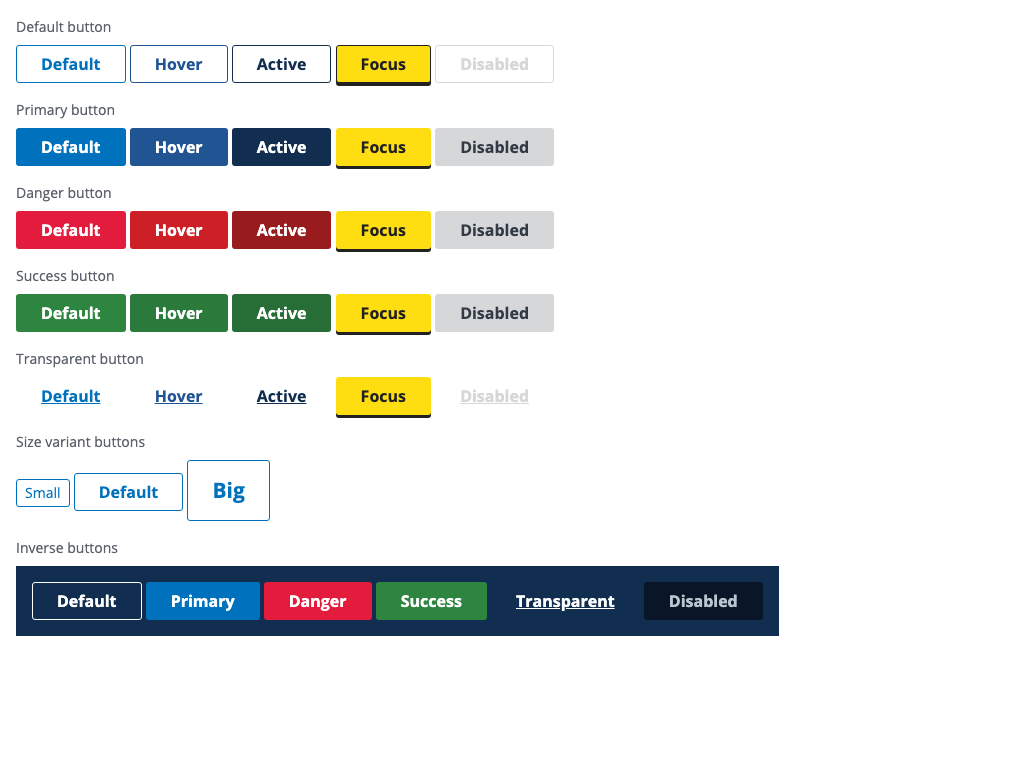 Default button
Default Hover Active Focus Disabled
Primary button
Default Hover Active Focus Disabled
Danger button
Default Hover Active Focus Disabled
Success button
Default Hover Active Focus Disabled
Transparent button
Default Hover Active Focus Disabled
Size variant buttons
Small Default Big
Inverse buttons
Default Primary Danger Success Transparent Disabled